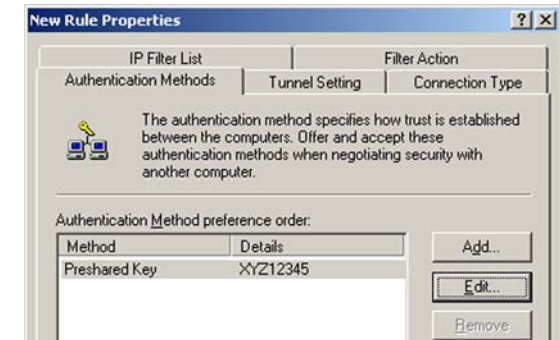 New Rule Properties
IP Filter List
Filter Action
Authentication Methods
Tunnel Setting
Connection Type
The authentication method specifies how trust is established
between the computers. Offer and accept these
authentication methods when negotiating security with
another computer.
Authentication Method preference order:
Method
Details
Add...
Preshared Key
XYZ12345
Edit...
Remove